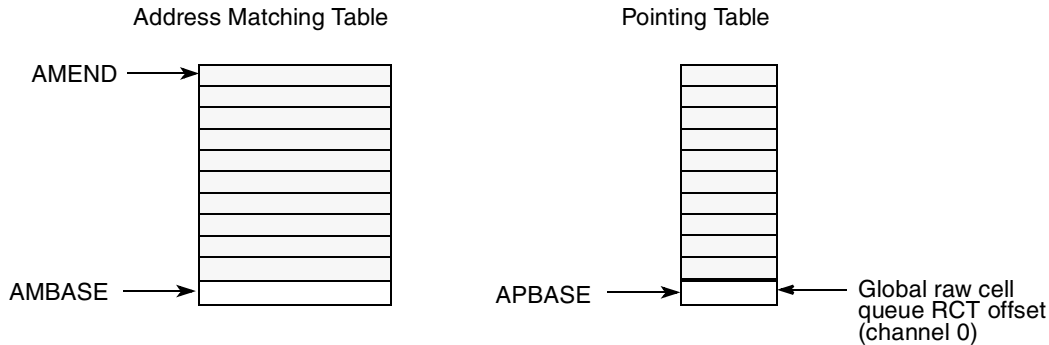 Address Matching Table
Pointing Table
AMEND
AMBASE
APBASE
Global raw cell
queue RCT offset
(channel 0)